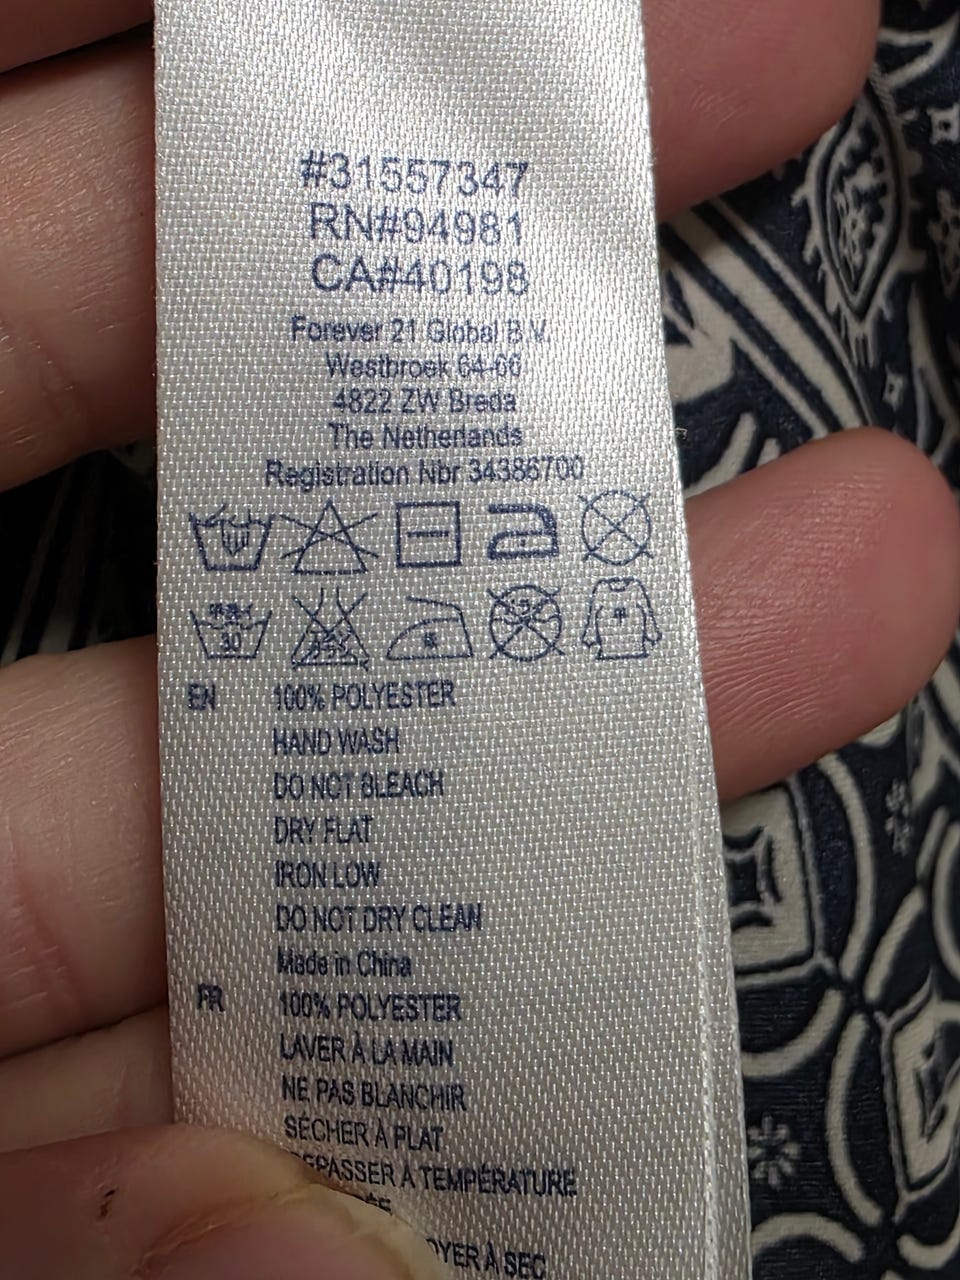 #31557347
RN#94981
CA#40198
Forever 21 Global B.V.
Westbroek 64-66
4822 ZW Breda
The Netherlands
Registration Nbr 34386700
30
EN 100% POLYESTER
HAND WASH
DO NOT BLEACH
DRY FLAT
IRON LOW
DO NOT DRY CLEAN
Made in China
FR 100% POLYESTER
LAVER À LA MAIN
NE PAS BLANCHIR
SÉCHER À PLAT
À TEMPÉRATURE
À SEC